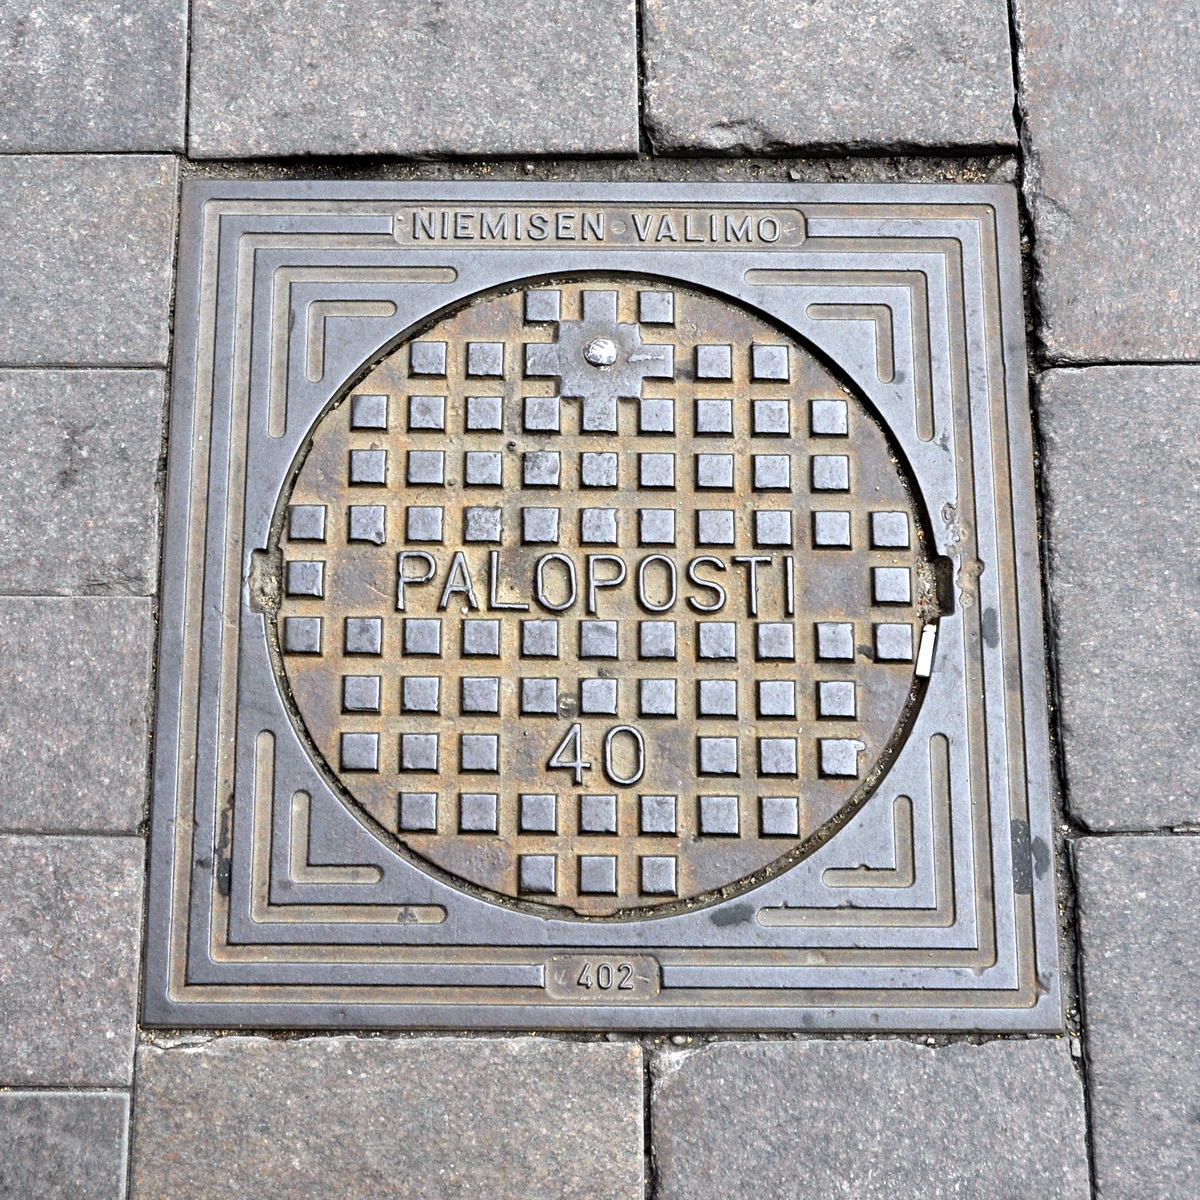 NIEMISEN VALIMO
PALOPOSTI
40
402